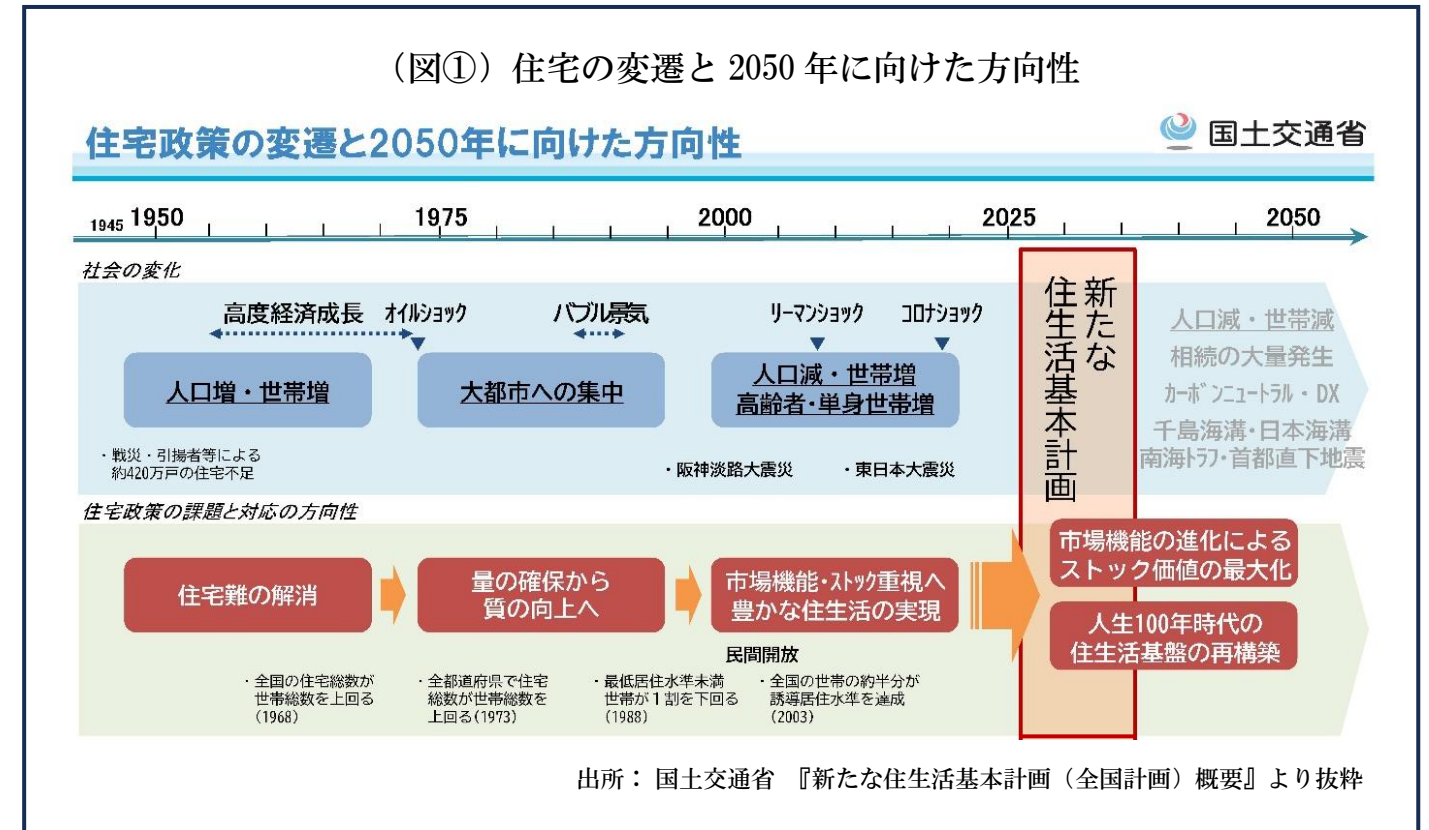 （図①）住宅の変遷と 2050 年に向けた方向性
住宅政策の変遷と2050年に向けた方向性
国土交通省
1945 1950 1975 2000 2025 2050
社会の変化
高度経済成長 ｵｲﾙｼｮｯｸ バブル景気 ﾘｰﾏﾝｼｮｯｸ ｺﾛﾅｼｮｯｸ
人口増・世帯増
大都市への集中
人口減・世帯増
高齢者・単身世帯増
・戦災・引揚者等による
約420万戸の住宅不足
・阪神淡路大震災
・東日本大震災
新たな
住生活基本計画
人口減・世帯減
相続の大量発生
ｶｰﾎﾞﾝﾆｭｰﾄﾗﾙ・DX
千島海溝・日本海溝
南海ﾄﾗﾌ・首都直下地震
住宅政策の課題と対応の方向性
住宅難の解消
量の確保から
質の向上へ
市場機能・ｽﾄｯｸ重視へ
豊かな住生活の実現
市場機能の進化による
ストック価値の最大化
人生100年時代の
住生活基盤の再構築
民間開放
・全国の住宅総数が
世帯総数を上回る
(1968)
・全都道府県で住宅
総数が世帯総数を
上回る(1973)
・最低居住水準未満
世帯が１割を下回る
(1988)
・全国の世帯の約半分が
誘導居住水準を達成
(2003)
出所： 国土交通省 『新たな住生活基本計画（全国計画）概要』より抜粋